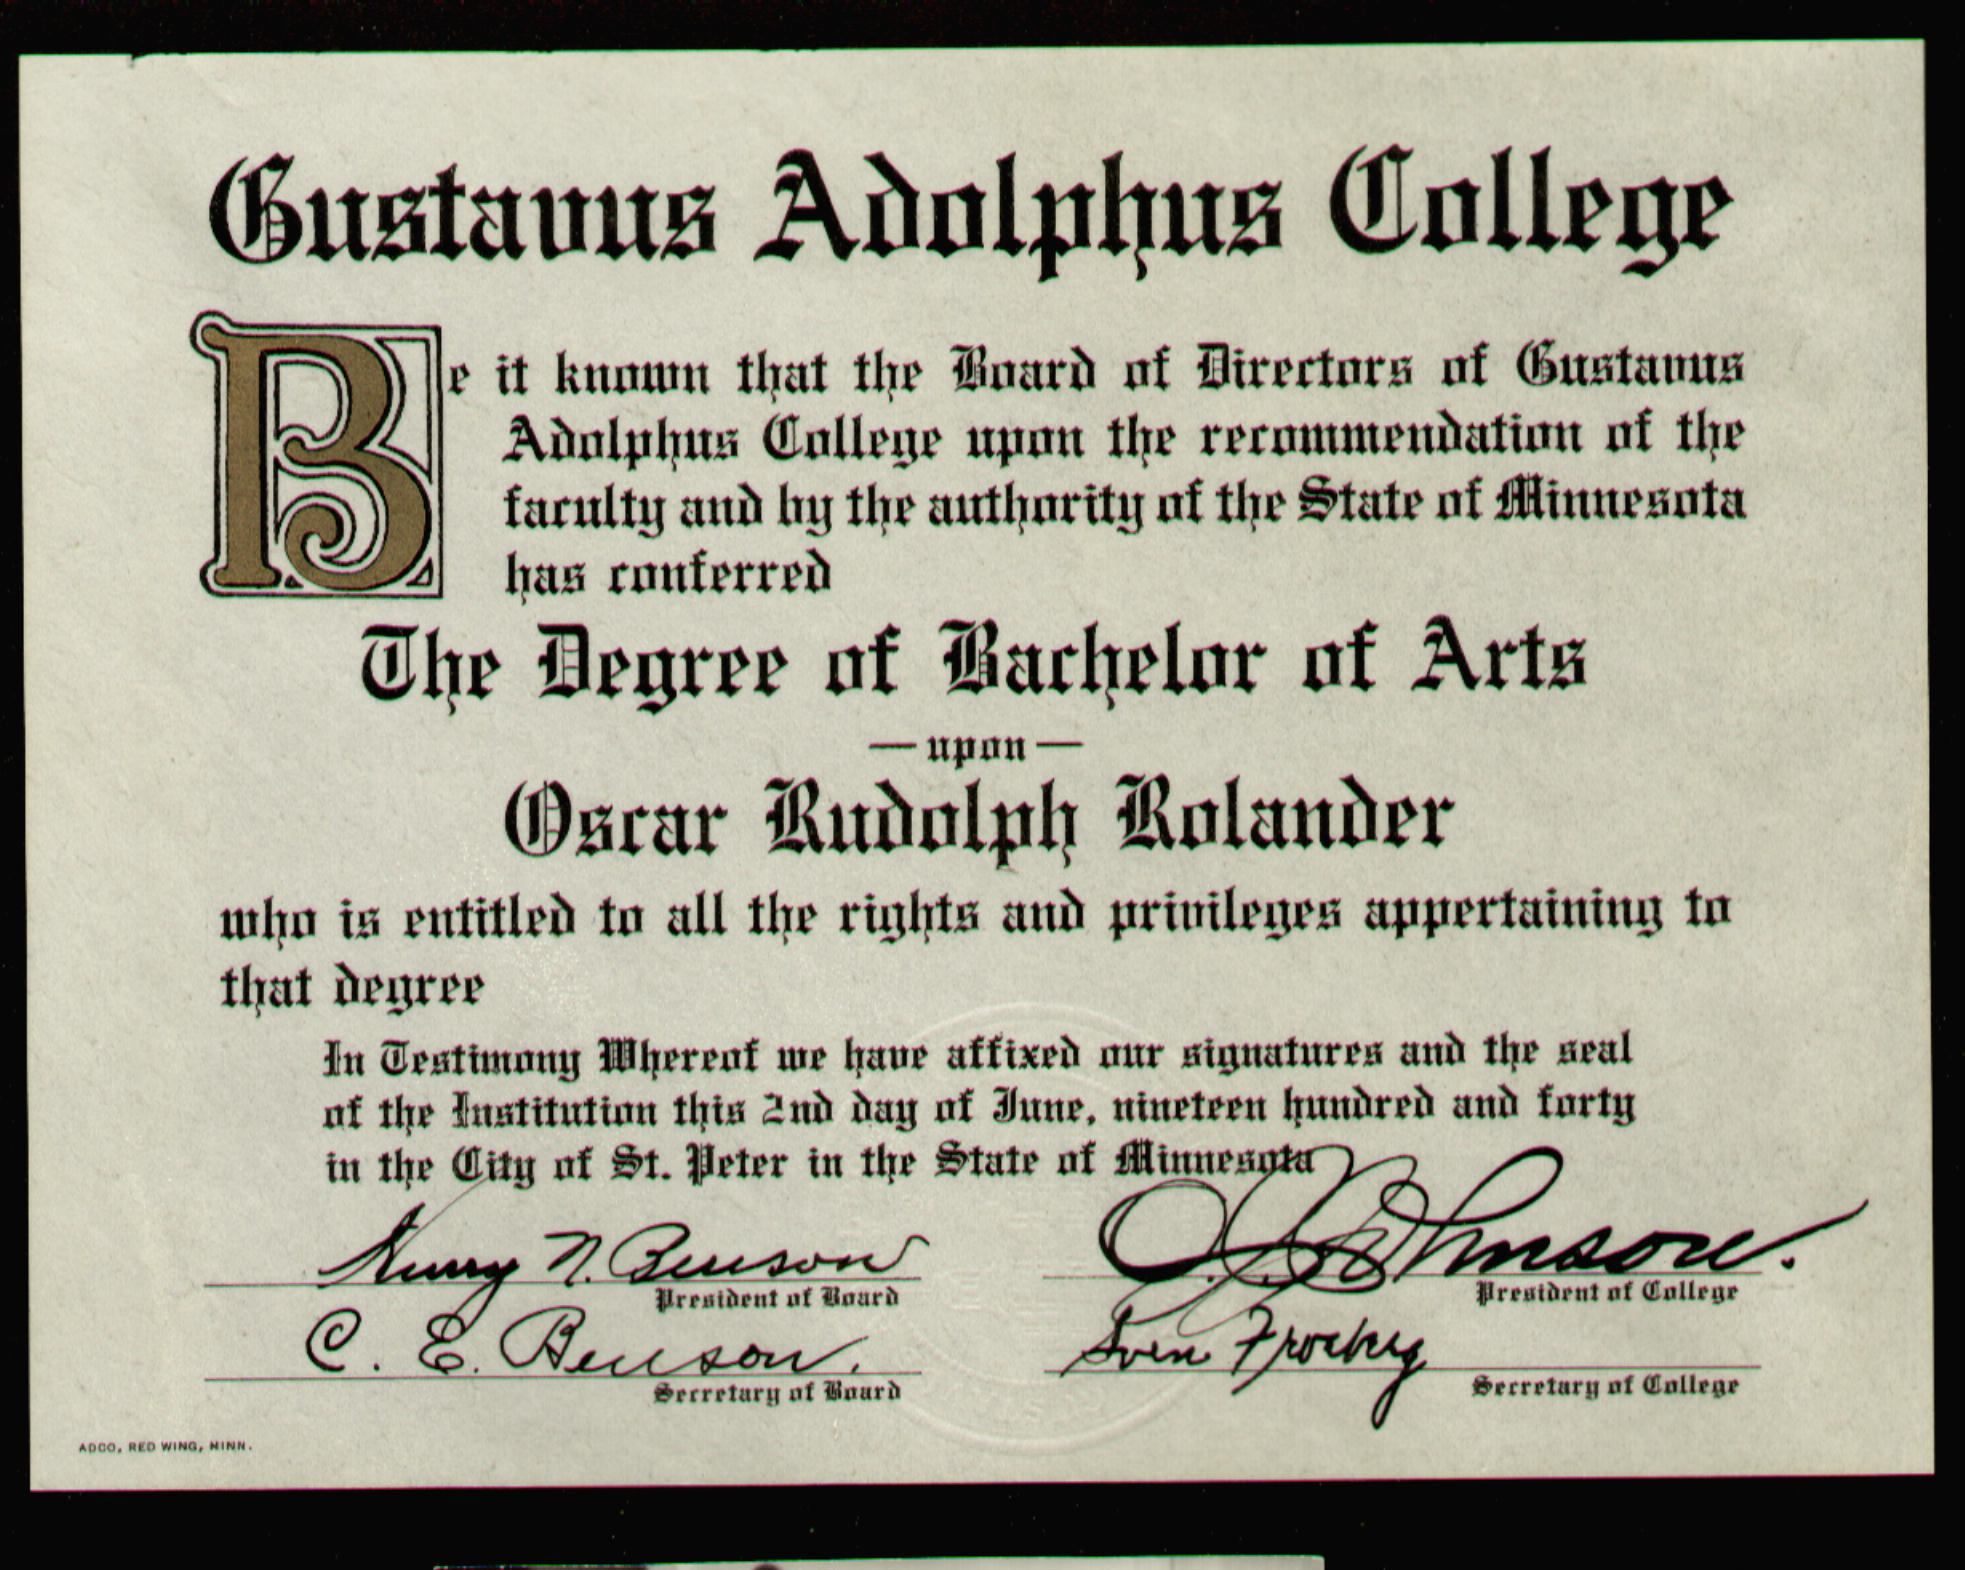 Gustavus Adolphus College
Be it known that the Board of Directors of Gustavus
Adolphus College upon the recommendation of the
faculty and by the authority of the State of Minnesota
has conferred
The Degree of Bachelor of Arts
— upon —
Oscar Rudolph Rolander
who is entitled to all the rights and privileges appertaining to
that degree
In Testimony Whereof we have affixed our signatures and the seal
of the Institution this 2nd day of June, nineteen hundred and forty
in the City of St. Peter in the State of Minnesota
N. Benson
President of Board
O. J. Johnson.
President of College
C. E. Benson.
Secretary of Board
Sven
Secretary of College
ADCO, RED WING, MINN.